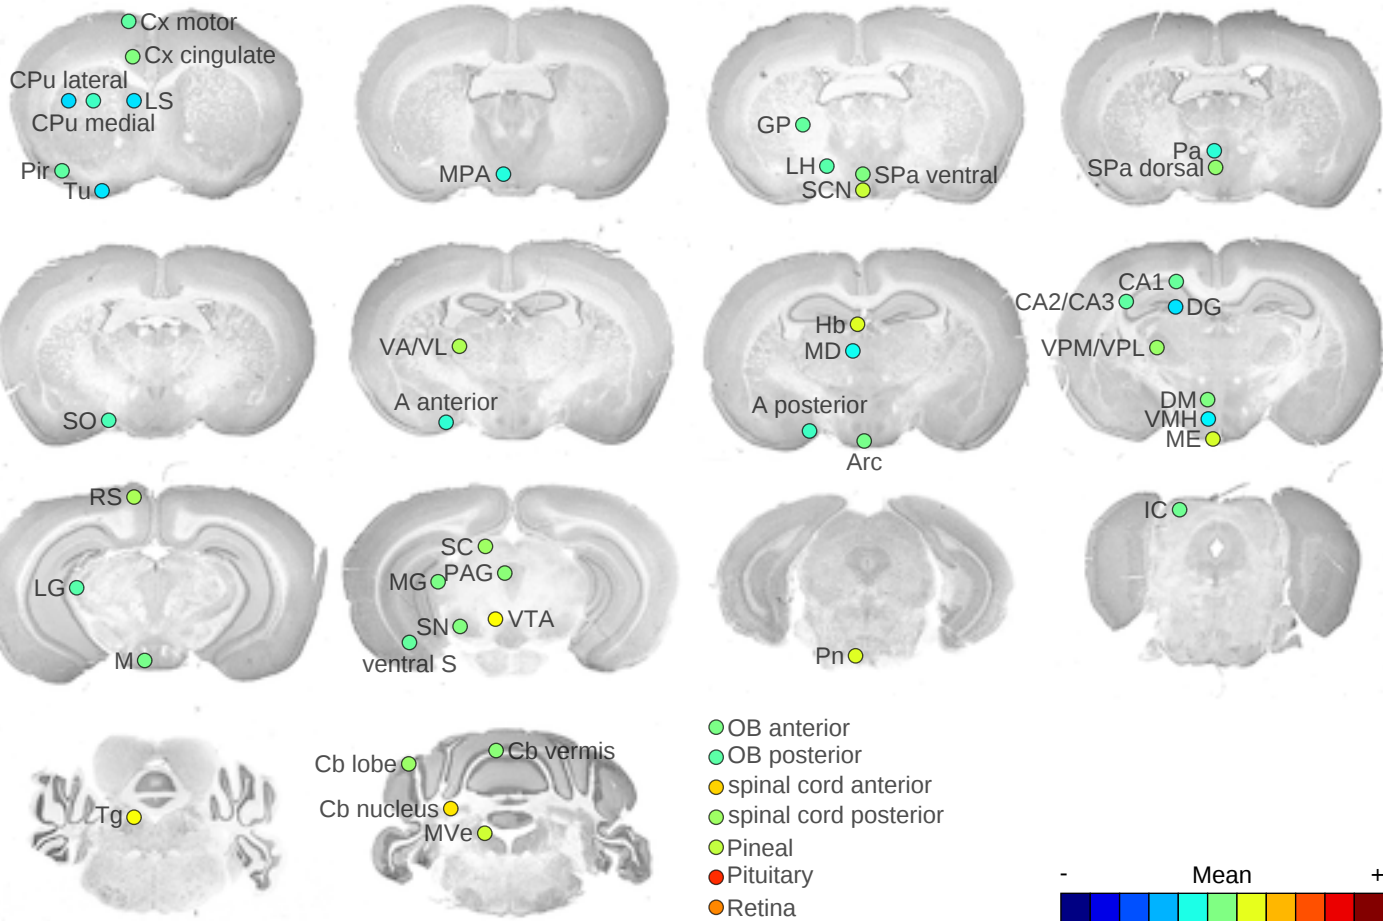 Cx motor
Cx cingulate
CPu lateral
LS
CPu medial
Pir
Tu
MPA
GP
LH
SPa ventral
SCN
Pa
SPa dorsal
SO
VA/VL
A anterior
Hb
MD
A posterior
Arc
CA1
CA2/CA3
DG
VPM/VPL
DM
VMH
ME
RS
LG
M
SC
PAG
MG
VTA
SN
ventral S
Pn
IC
Tg
Cb vermis
Cb lobe
Cb nucleus
MVe
OB anterior
OB posterior
spinal cord anterior
spinal cord posterior
Pineal
Pituitary
Retina
- Mean +